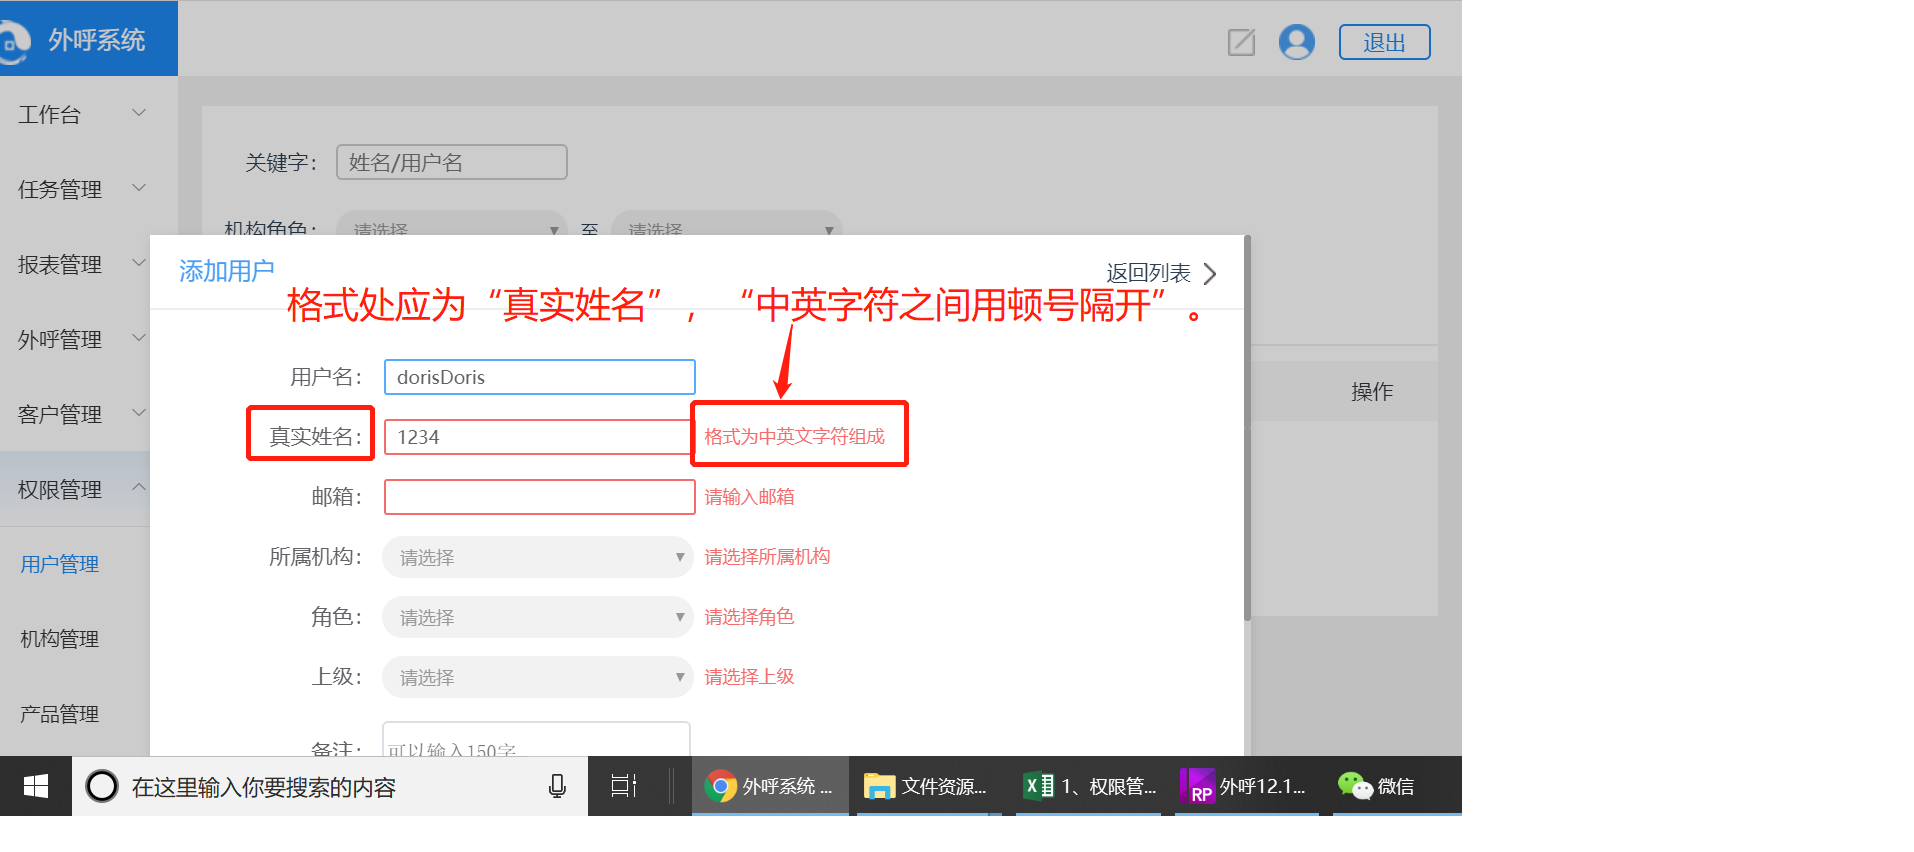 外呼系统
退出
工作台
任务管理
报表管理
外呼管理
客户管理
权限管理
用户管理
机构管理
产品管理
关键字：
姓名/用户名
机构角色：
请选择
至
请选择
操作
添加用户
返回列表
格式处应为“真实姓名”，“中英字符之间用顿号隔开”。
用户名：
dorisDoris
真实姓名：
1234
格式为中英文字符组成
邮箱：
请输入邮箱
所属机构：
请选择
请选择所属机构
角色：
请选择
请选择角色
上级：
请选择
请选择上级
备注：
可以输入150字
在这里输入你要搜索的内容
外呼系统 ...
文件资源...
1、权限管...
RP
外呼12.1...
微信